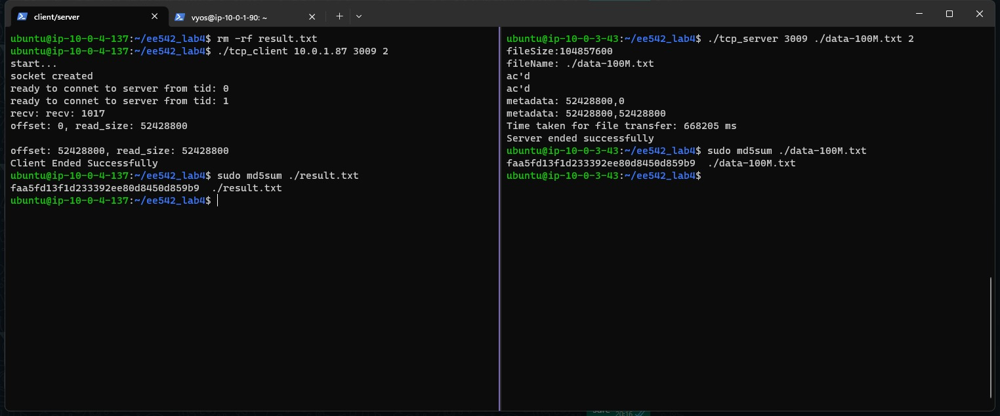 client/server
vyos@ip-10-0-1-90: ~
ubuntu@ip-10-0-4-137:~/ee542_lab4$ rm -rf result.txt
ubuntu@ip-10-0-4-137:~/ee542_lab4$ ./tcp_client 10.0.1.87 3009 2
start...
socket created
ready to connet to server from tid: 0
ready to connet to server from tid: 1
recv: recv: 1017
offset: 0, read_size: 52428800
offset: 52428800, read_size: 52428800
Client Ended Successfully
ubuntu@ip-10-0-4-137:~/ee542_lab4$ sudo md5sum ./result.txt
faa5fd13f1d233392ee80d8450d859b9  ./result.txt
ubuntu@ip-10-0-4-137:~/ee542_lab4$
ubuntu@ip-10-0-3-43:~/ee542_lab4$ ./tcp_server 3009 ./data-100M.txt 2
fileSize:104857600
fileName: ./data-100M.txt
ac'd
ac'd
metadata: 52428800,0
metadata: 52428800,52428800
Time taken for file transfer: 668205 ms
Server ended successfully
ubuntu@ip-10-0-3-43:~/ee542_lab4$ sudo md5sum ./data-100M.txt
faa5fd13f1d233392ee80d8450d859b9  ./data-100M.txt
ubuntu@ip-10-0-3-43:~/ee542_lab4$
20:16